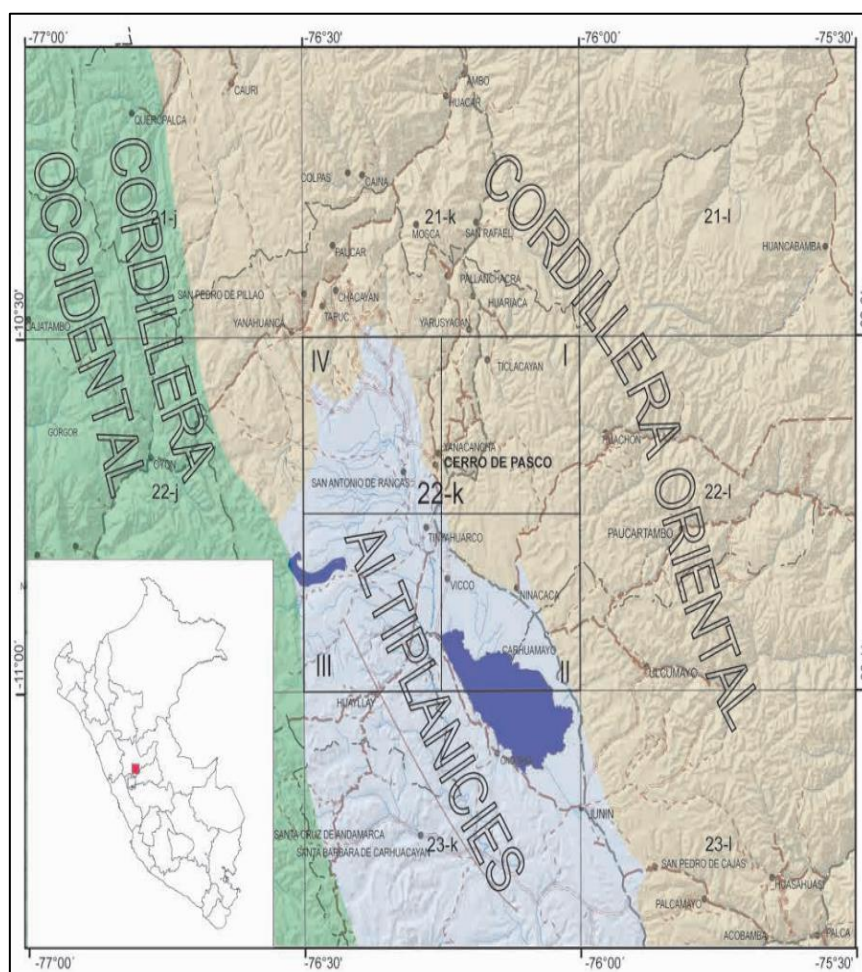 -77°00'
-76°30'
-76°00'
-75°30'
AMBO
HUACAR
CAURI
QUEROPALCA
COLPAS
CAINA
CORDILLERA
OCCIDENTAL
CORDILLERA ORIENTAL
21-j
21-k
21-l
MOSCA
SAN RAFAEL
HUANCABAMBA
PAUCAR
PALLANCHACRA
SAN PEDRO DE PILLAO
CHACAYAN
HUARIACA
-10°30'
TAPUC
CAJATAMBO
YANAHUANCA
YARUSYACAN
IV
I
TICLACAYAN
GORGOR
OYON
YANACANCHA
HUACHON
CERRO DE PASCO
SAN ANTONIO DE RANCAS
22-j
22-k
22-l
TINYAHUARCO
PAUCARTAMBO
ALTIPLANICIES
VICCO
NINACACA
CARHUAMAYO
III
II
ULCUMAYO
-11°00'
HUAYLLAY
JUNIN
SANTA CRUZ DE ANDAMARCA
23-k
23-l
SANTA BARBARA DE CARHUACAYAN
SAN PEDRO DE CAJAS
HUASAHUASI
PALCAMAYO
ACOBAMBA
PALCA
-77°00'
-76°30'
-76°00'
-75°30'